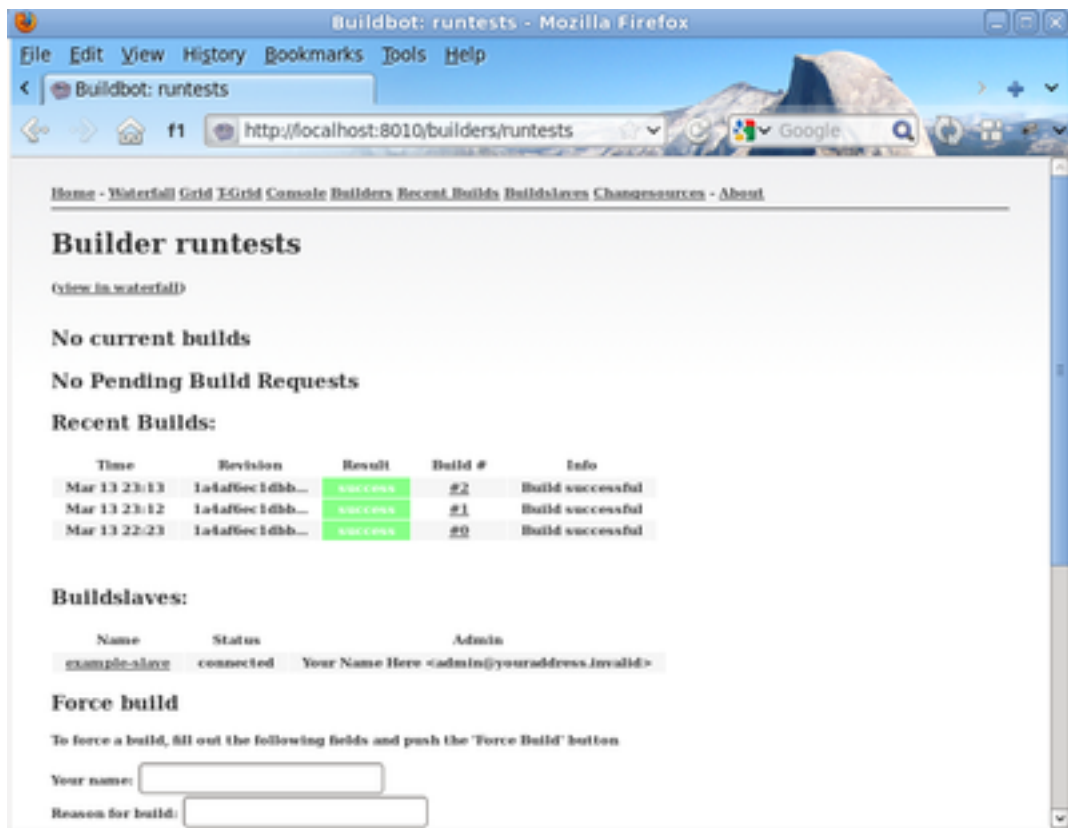 Buildbot: runtests - Mozilla Firefox
File Edit View History Bookmarks Tools Help
Buildbot: runtests
f1 http://localhost:8010/builders/runtests Google
Home - Waterfall Grid T-Grid Console Builders Recent Builds Buildslaves Changesources - About
Builder runtests
(view in waterfall)
No current builds
No Pending Build Requests
Recent Builds:
Time Revision Result Build # Info
Mar 13 23:13 1a4af6ec1dbb... success #2 Build successful
Mar 13 23:12 1a4af6ec1dbb... success #1 Build successful
Mar 13 22:23 1a4af6ec1dbb... success #0 Build successful
Buildslaves:
Name Status Admin
example-slave connected Your Name Here <admin@youraddress.invalid>
Force build
To force a build, fill out the following fields and push the 'Force Build' button
Your name:
Reason for build: